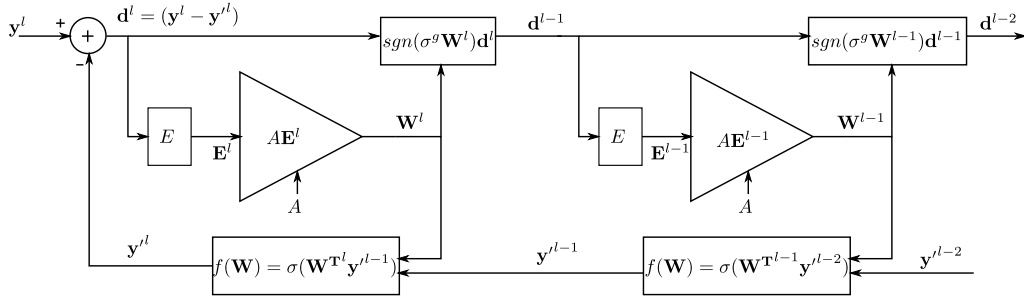 y^l
+
+
−
d^l = (y^l − y'^l)
sgn(σ^g W^l)d^l
d^{l−1}
sgn(σ^g W^{l−1})d^{l−1}
d^{l−2}
E
E^l
AE^l
A
W^l
E
E^{l−1}
AE^{l−1}
A
W^{l−1}
y'^l
f(W) = σ(W^{T^l} y'^{l−1})
y'^{l−1}
f(W) = σ(W^{T^{l−1}} y'^{l−2})
y'^{l−2}